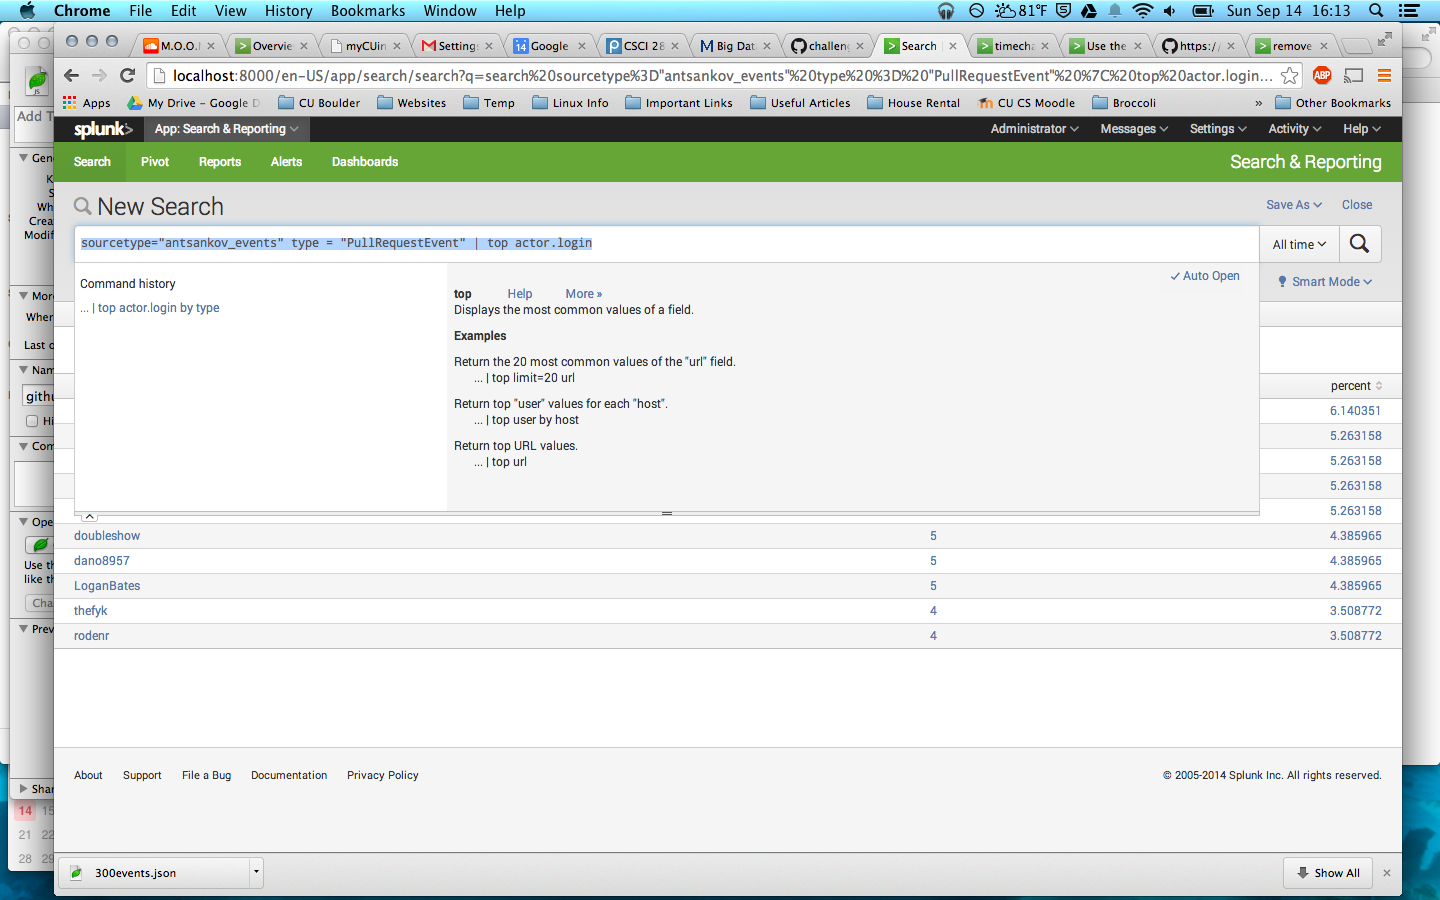 Chrome File Edit View History Bookmarks Window Help 81°F Sun Sep 14 16:13
M.O.O. Overvie myCUin Setting Google CSCI 28 Big Dat challen Search timecha Use the https:/ remove
localhost:8000/en-US/app/search/search?q=search%20sourcetype%3D"antsankov_events"%20type%20%3D%20"PullRequestEvent"%20%7C%20top%20actor.login... ABP
Apps My Drive - Google D CU Boulder Websites Temp Linux Info Important Links Useful Articles House Rental CU CS Moodle Broccoli » Other Bookmarks
splunk> App: Search & Reporting Administrator Messages Settings Activity Help
Search Pivot Reports Alerts Dashboards Search & Reporting
New Search Save As Close
sourcetype="antsankov_events" type = "PullRequestEvent" | top actor.login All time
Smart Mode
Command history
... | top actor.login by type
✓ Auto Open
top Help More »
Displays the most common values of a field.
Examples
Return the 20 most common values of the "url" field.
... | top limit=20 url
Return top "user" values for each "host".
... | top user by host
Return top URL values.
... | top url
percent
6.140351
5.263158
5.263158
5.263158
5.263158
doubleshow 5 4.385965
dano8957 5 4.385965
LoganBates 5 4.385965
thefyk 4 3.508772
rodenr 4 3.508772
About Support File a Bug Documentation Privacy Policy © 2005-2014 Splunk Inc. All rights reserved.
300events.json Show All
JS
Add T
Gen
K
S
Wh
Crea
Modif
Mor
Wher
Last o
Nam
githu
Hi
Com
Ope
Use th
like th
Cha
Prev
Shar
14 15
21 22
28 29